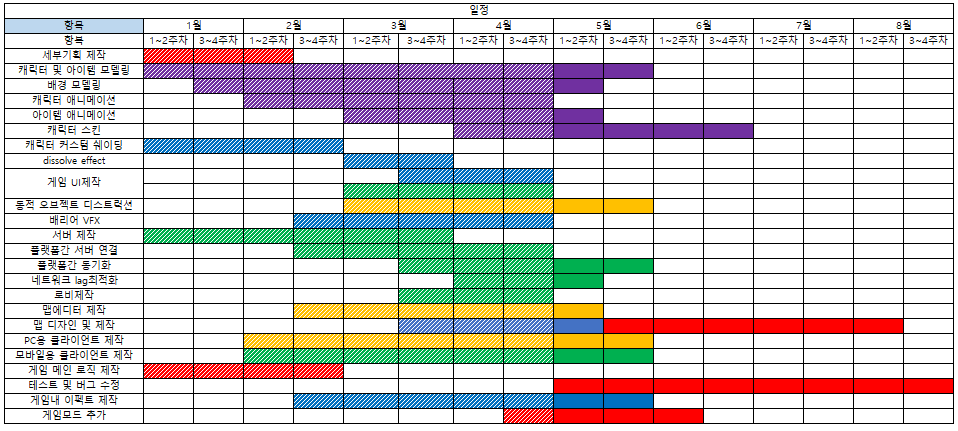 일정
항목 1월 2월 3월 4월 5월 6월 7월 8월
항목 1~2주차 3~4주차 1~2주차 3~4주차 1~2주차 3~4주차 1~2주차 3~4주차 1~2주차 3~4주차 1~2주차 3~4주차 1~2주차 3~4주차 1~2주차 3~4주차
세부기획 제작
캐릭터 및 아이템 모델링
배경 모델링
캐릭터 애니메이션
아이템 애니메이션
캐릭터 스킨
캐릭터 커스텀 쉐이딩
dissolve effect
게임 UI제작
동적 오브젝트 디스트럭션
배리어 VFX
서버 제작
플랫폼간 서버 연결
플랫폼간 동기화
네트워크 lag최적화
로비제작
맵에디터 제작
맵 디자인 및 제작
PC용 클라이언트 제작
모바일용 클라이언트 제작
게임 메인 로직 제작
테스트 및 버그 수정
게임내 이펙트 제작
게임모드 추가